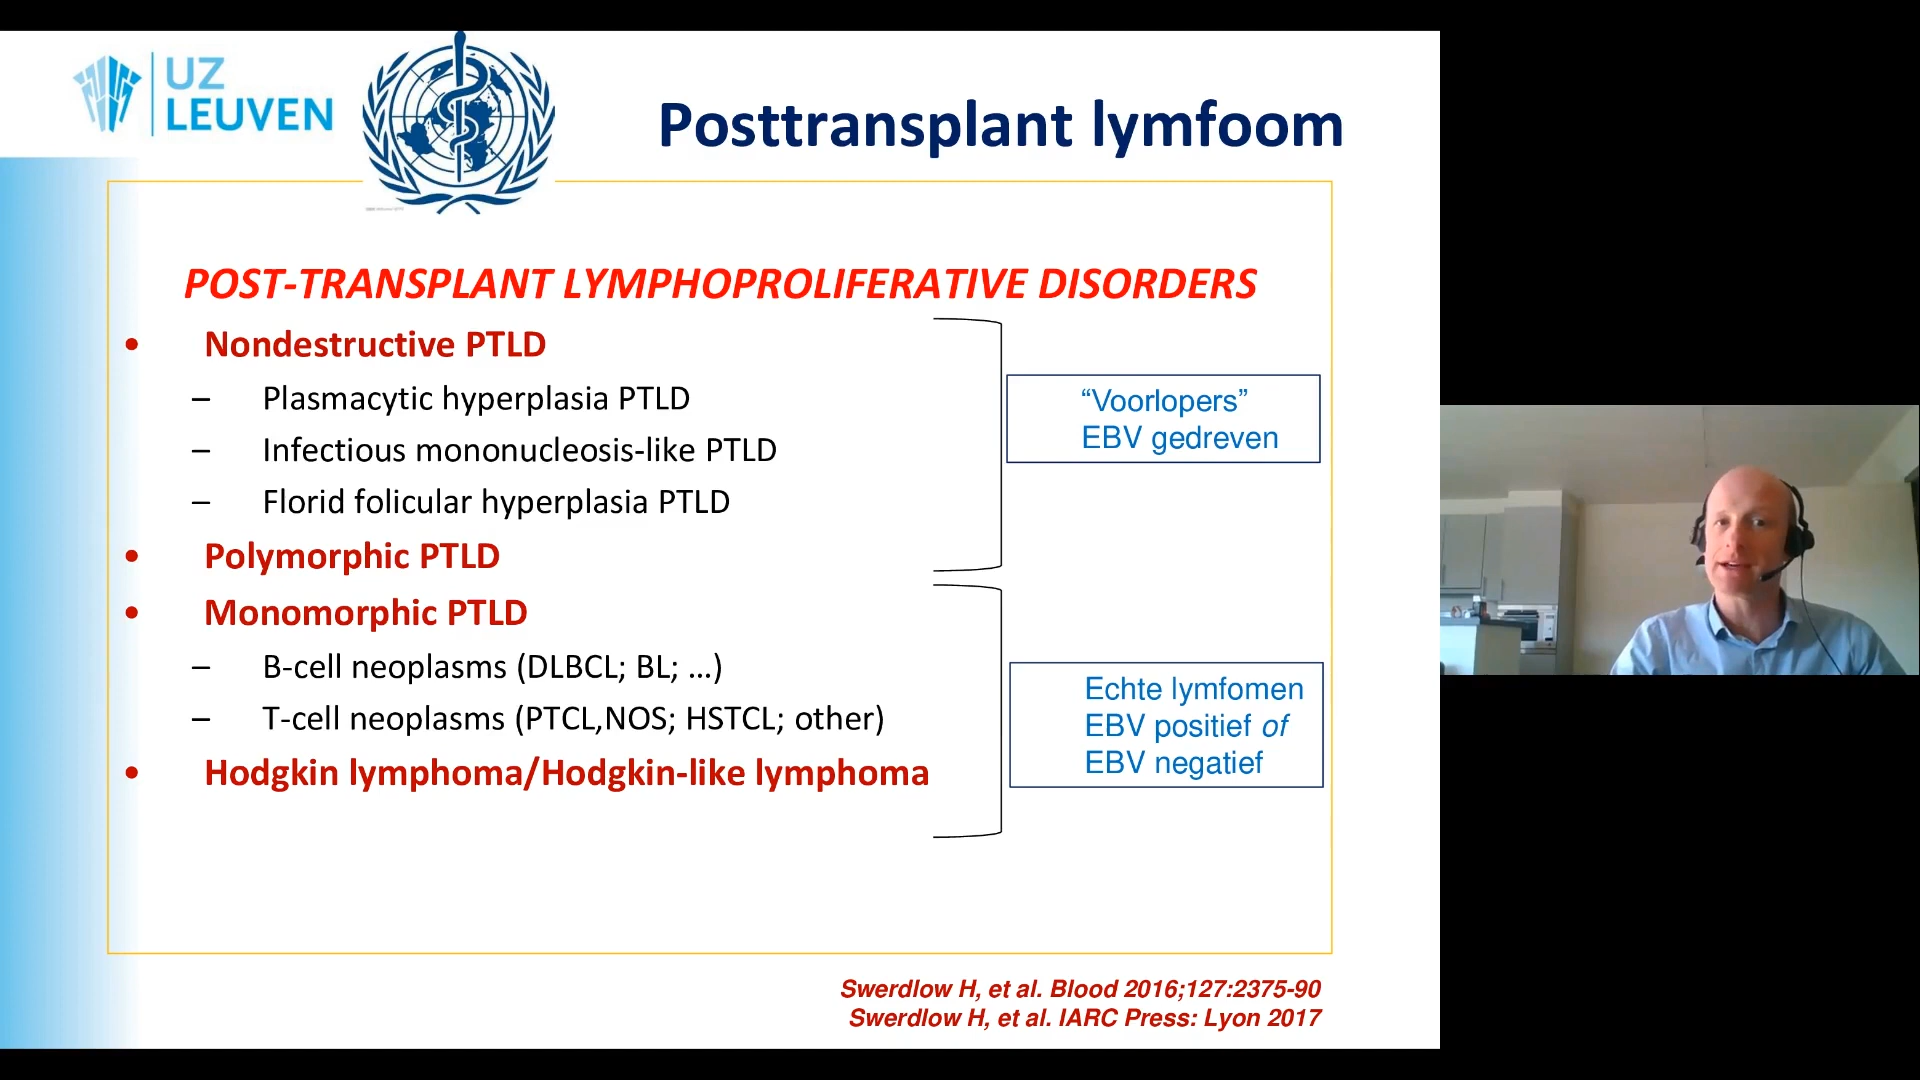 UZ
LEUVEN
Posttransplant lymfoom
POST-TRANSPLANT LYMPHOPROLIFERATIVE DISORDERS
• Nondestructive PTLD
– Plasmacytic hyperplasia PTLD
– Infectious mononucleosis-like PTLD
– Florid folicular hyperplasia PTLD
• Polymorphic PTLD
“Voorlopers”
EBV gedreven
• Monomorphic PTLD
– B-cell neoplasms (DLBCL; BL; ...)
– T-cell neoplasms (PTCL,NOS; HSTCL; other)
• Hodgkin lymphoma/Hodgkin-like lymphoma
Echte lymfomen
EBV positief of
EBV negatief
Swerdlow H, et al. Blood 2016;127:2375-90
Swerdlow H, et al. IARC Press: Lyon 2017